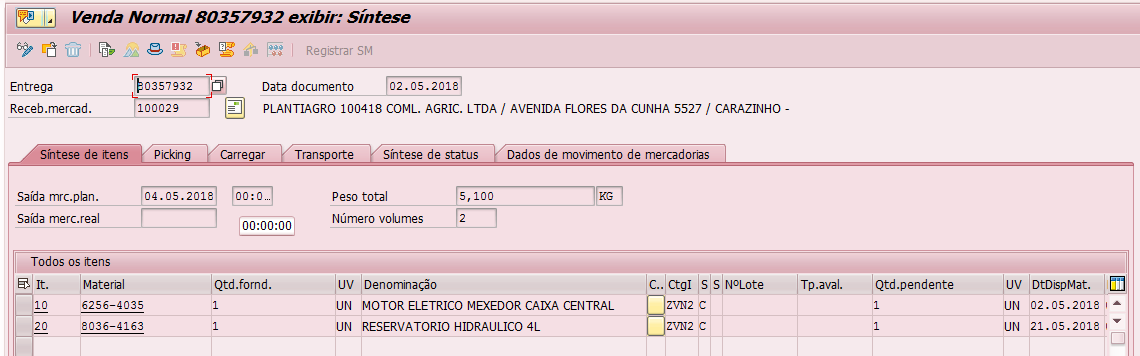 Venda Normal 80357932 exibir: Síntese
Registrar SM
Entrega 80357932 Data documento 02.05.2018
Receb.mercad. 100029 PLANTIAGRO 100418 COML. AGRIC. LTDA / AVENIDA FLORES DA CUNHA 5527 / CARAZINHO -
Síntese de itens Picking Carregar Transporte Síntese de status Dados de movimento de mercadorias
Saída mrc.plan. 04.05.2018 00:0… Peso total 5,100 KG
Saída merc.real 00:00:00 Número volumes 2
Todos os itens
It. Material Qtd.fornd. UV Denominação C.. CtgI S S NºLote Tp.aval. Qtd.pendente UV DtDispMat.
10 6256-4035 1 UN MOTOR ELETRICO MEXEDOR CAIXA CENTRAL ZVN2 C 1 UN 02.05.2018
20 8036-4163 1 UN RESERVATORIO HIDRAULICO 4L ZVN2 C 1 UN 21.05.2018